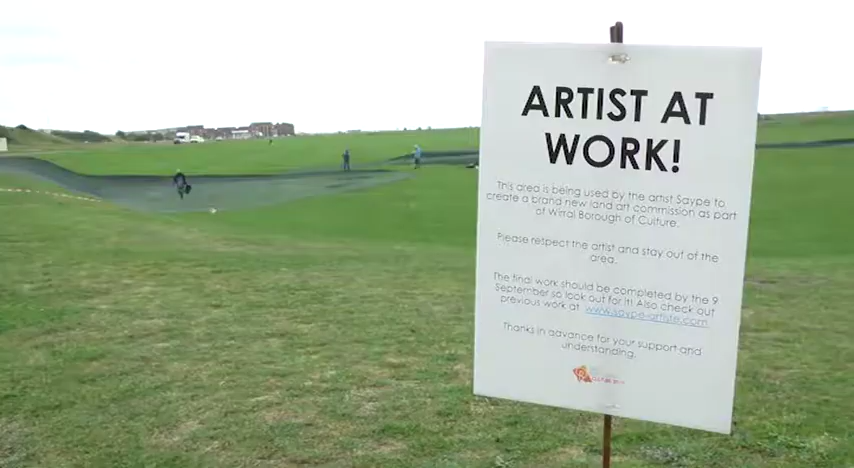 ARTIST AT
WORK!
This area is being used by the artist Saype to
create a brand new land art commission as part
of Wirral Borough of Culture.
Please respect the artist and stay out of the
area.
The final work should be completed by the 9
September so look out for it! Also check out
previous work at www.saype-artiste.com
Thanks in advance for your support and
understanding.